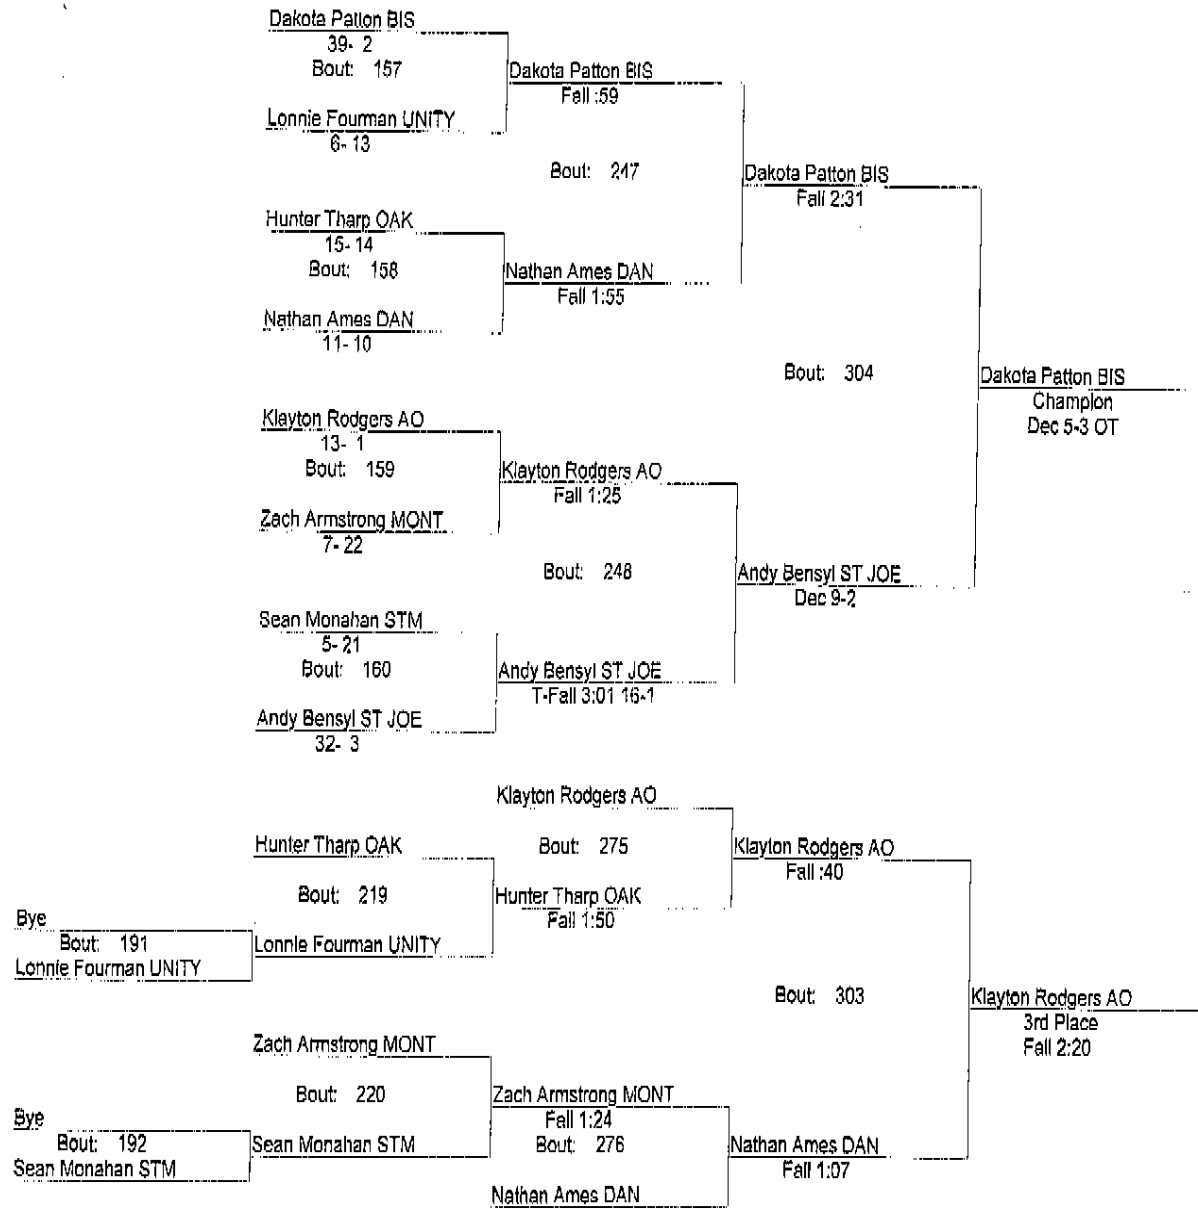 Dakota Patton BIS
39- 2
Bout: 157
Dakota Patton BIS
Fall :59
Lonnie Fourman UNITY
6- 13
Bout: 247
Dakota Patton BIS
Fall 2:31
Hunter Tharp OAK
15- 14
Bout: 158
Nathan Ames DAN
Fall 1:55
Nathan Ames DAN
11- 10
Bout: 304
Dakota Patton BIS
Champion
Dec 5-3 OT
Klayton Rodgers AO
13- 1
Bout: 159
Klayton Rodgers AO
Fall 1:25
Zach Armstrong MONT
7- 22
Bout: 248
Andy Bensyl ST JOE
Dec 9-2
Sean Monahan STM
5- 21
Bout: 160
Andy Bensyl ST JOE
T-Fall 3:01 16-1
Andy Bensyl ST JOE
32- 3
Klayton Rodgers AO
Hunter Tharp OAK
Bout: 275
Klayton Rodgers AO
Fall :40
Bout: 219
Hunter Tharp OAK
Fall 1:50
Bye
Bout: 191
Lonnie Fourman UNITY
Lonnie Fourman UNITY
Bout: 303
Klayton Rodgers AO
3rd Place
Fall 2:20
Zach Armstrong MONT
Bout: 220
Zach Armstrong MONT
Fall 1:24
Bye
Bout: 192
Sean Monahan STM
Bout: 276
Nathan Ames DAN
Fall 1:07
Sean Monahan STM
Nathan Ames DAN